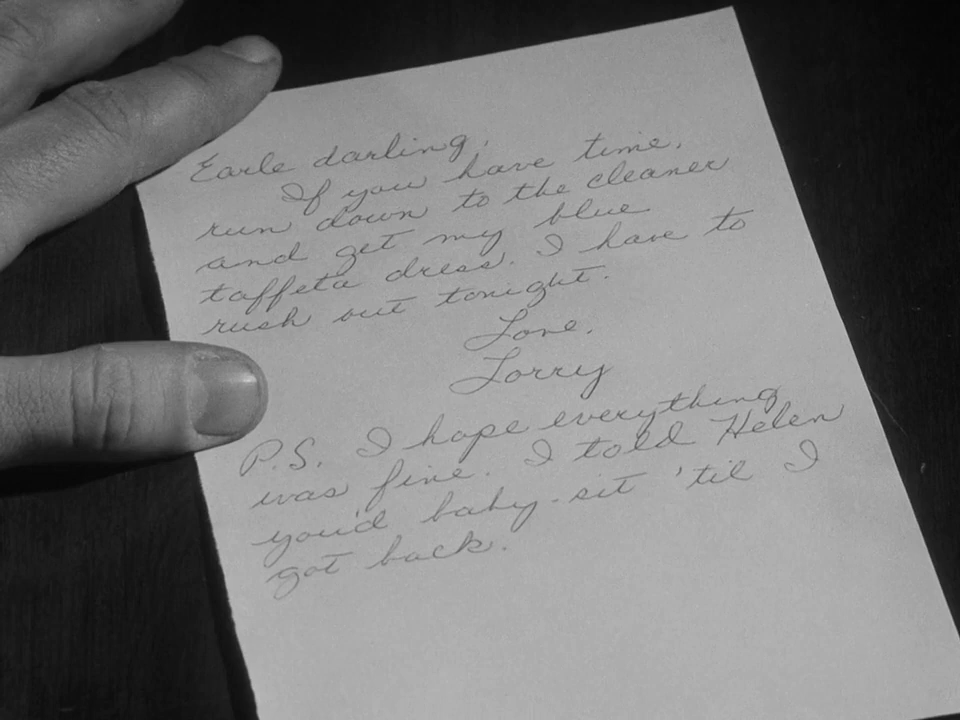 Earle darling,
If you have time,
run down to the cleaner
and get my blue
taffeta dress. I have to
rush out tonight.
Love,
Lorry
P.S. I hope everything
was fine. I told Helen
you'd baby-sit 'til I
got back.